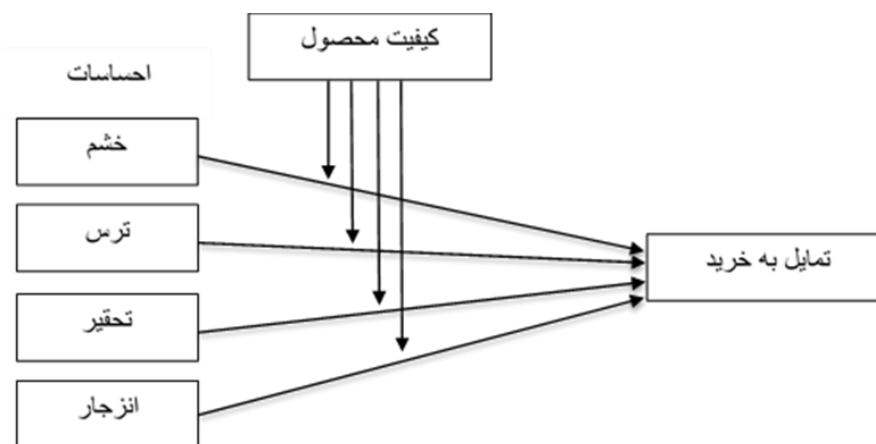 کیفیت محصول
احساسات
خشم
ترس
تمایل به خرید
تحقیر
انزجار